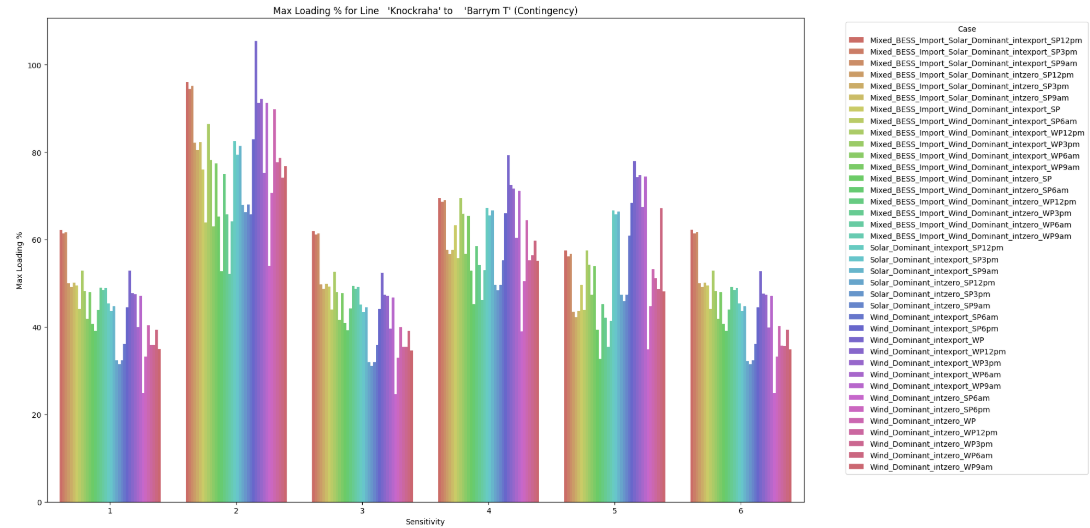 Max Loading % for Line 'Knockraha' to 'Barrym T' (Contingency)
Max Loading %
100
80
60
40
20
0
1 2 3 4 5 6
Sensitivity
Case
Mixed_BESS_Import_Solar_Dominant_intexport_SP12pm
Mixed_BESS_Import_Solar_Dominant_intexport_SP3pm
Mixed_BESS_Import_Solar_Dominant_intexport_SP9am
Mixed_BESS_Import_Solar_Dominant_intzero_SP12pm
Mixed_BESS_Import_Solar_Dominant_intzero_SP3pm
Mixed_BESS_Import_Solar_Dominant_intzero_SP9am
Mixed_BESS_Import_Wind_Dominant_intexport_SP
Mixed_BESS_Import_Wind_Dominant_intexport_SP6am
Mixed_BESS_Import_Wind_Dominant_intexport_WP12pm
Mixed_BESS_Import_Wind_Dominant_intexport_WP3pm
Mixed_BESS_Import_Wind_Dominant_intexport_WP6am
Mixed_BESS_Import_Wind_Dominant_intexport_WP9am
Mixed_BESS_Import_Wind_Dominant_intzero_SP
Mixed_BESS_Import_Wind_Dominant_intzero_SP6am
Mixed_BESS_Import_Wind_Dominant_intzero_WP12pm
Mixed_BESS_Import_Wind_Dominant_intzero_WP3pm
Mixed_BESS_Import_Wind_Dominant_intzero_WP6am
Mixed_BESS_Import_Wind_Dominant_intzero_WP9am
Solar_Dominant_intexport_SP12pm
Solar_Dominant_intexport_SP3pm
Solar_Dominant_intexport_SP9am
Solar_Dominant_intzero_SP12pm
Solar_Dominant_intzero_SP3pm
Solar_Dominant_intzero_SP9am
Wind_Dominant_intexport_SP6am
Wind_Dominant_intexport_SP6pm
Wind_Dominant_intexport_WP
Wind_Dominant_intexport_WP12pm
Wind_Dominant_intexport_WP3pm
Wind_Dominant_intexport_WP6am
Wind_Dominant_intexport_WP9am
Wind_Dominant_intzero_SP6am
Wind_Dominant_intzero_SP6pm
Wind_Dominant_intzero_WP
Wind_Dominant_intzero_WP12pm
Wind_Dominant_intzero_WP3pm
Wind_Dominant_intzero_WP6am
Wind_Dominant_intzero_WP9am